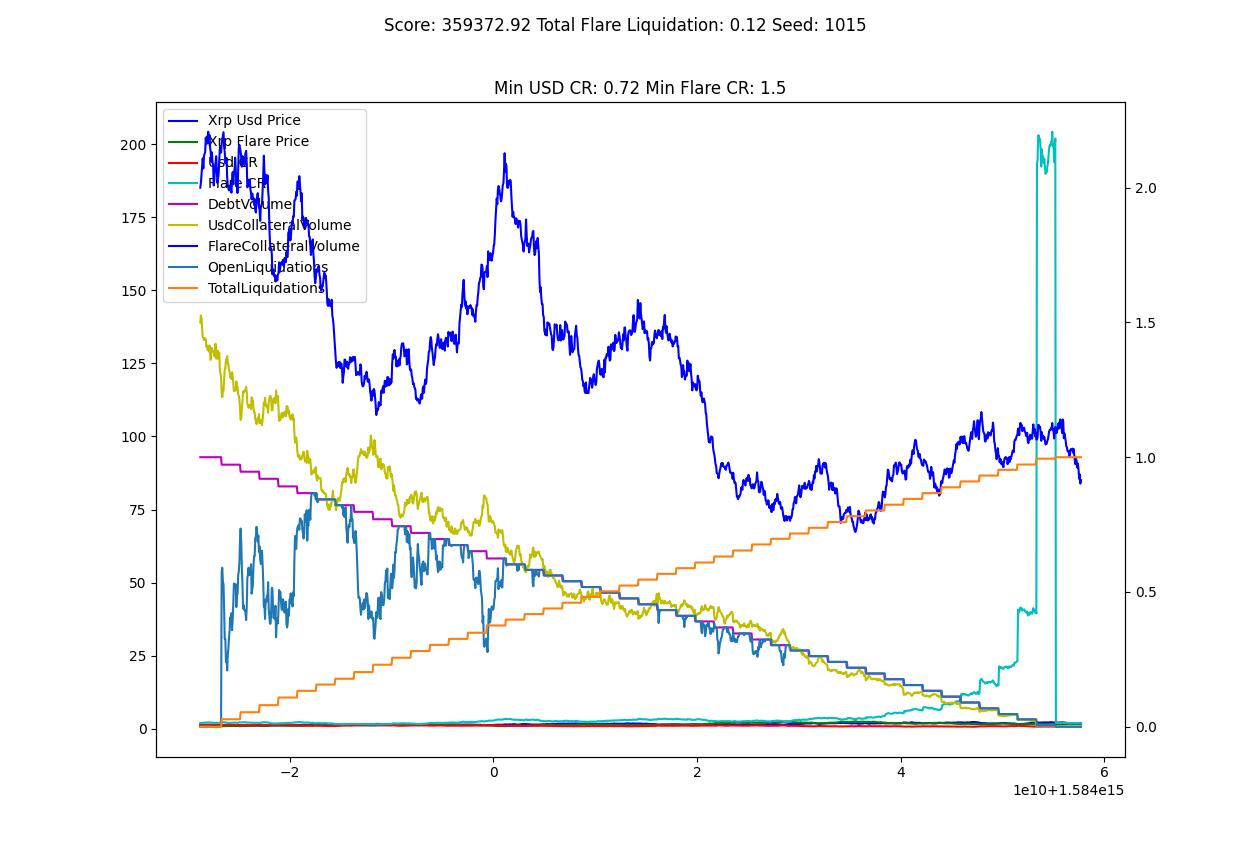 Score: 359372.92 Total Flare Liquidation: 0.12 Seed: 1015
Min USD CR: 0.72 Min Flare CR: 1.5
Xrp Usd Price
Xrp Flare Price
Usd CR
Flare CR
DebtVolume
UsdCollateralVolume
FlareCollateralVolume
OpenLiquidations
TotalLiquidations
200
175
150
125
100
75
50
25
0
2.0
1.5
1.0
0.5
0.0
−2
0
2
4
6
1e10+1.584e15